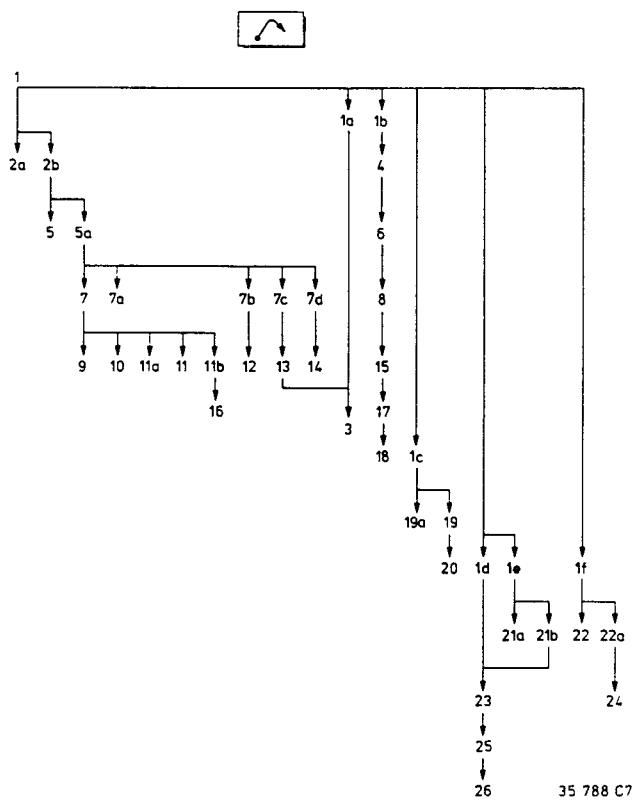 1
1a 1b
2a 2b 4
5 5a 6
7 7a 7b 7c 7d 8
9 10 11a 11 11b 12 13 14 15
16 17
3
18 1c
19a 19
20 1d 1e 1f
21a 21b 22 22a
23 24
25
26 35 788 C7